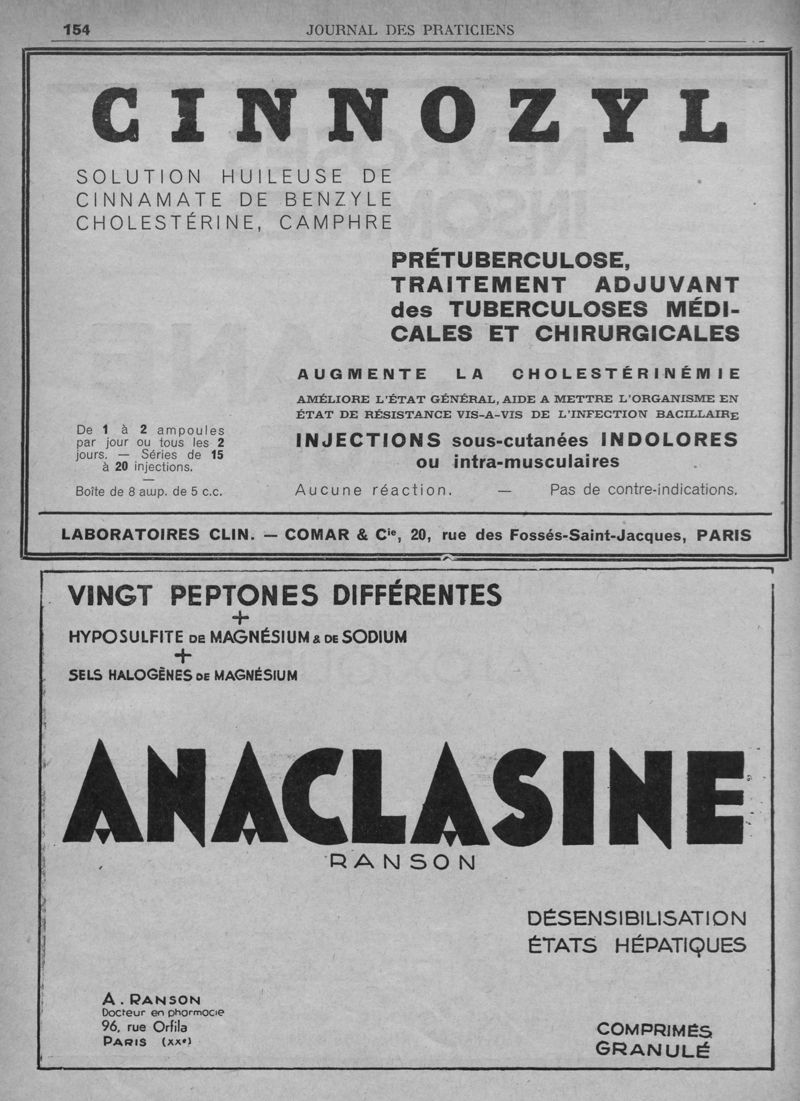 154
JOURNAL DES PRATICIENS
CINNOZYL
SOLUTION HUILEUSE DE
CINNAMATE DE BENZYLE
CHOLESTÉRINE, CAMPHRE
PRÉTUBERCULOSE,
TRAITEMENT ADJUVANT
des TUBERCULOSES MÉDI-
CALES ET CHIRURGICALES
AUGMENTE LA CHOLESTÉRINÉMIE
AMÉLIORE L'ÉTAT GÉNÉRAL, AIDE A METTRE L'ORGANISME EN
ÉTAT DE RÉSISTANCE VIS-A-VIS DE L'INFECTION BACILLAIRE
De 1 à 2 ampoules
par jour ou tous les 2
jours. — Séries de 15
à 20 injections.
—
Boîte de 8 amp. de 5 c.c.
INJECTIONS sous-cutanées INDOLORES
ou intra-musculaires
Aucune réaction. — Pas de contre-indications.
LABORATOIRES CLIN. — COMAR & Cie, 20, rue des Fossés-Saint-Jacques, PARIS
VINGT PEPTONES DIFFÉRENTES
+
HYPOSULFITE DE MAGNÉSIUM & DE SODIUM
+
SELS HALOGÈNES DE MAGNÉSIUM
ANACLASINE
RANSON
DÉSENSIBILISATION
ÉTATS HÉPATIQUES
A. RANSON
Docteur en pharmacie
96, rue Orfila
PARIS (XXe)
COMPRIMÉS
GRANULÉ